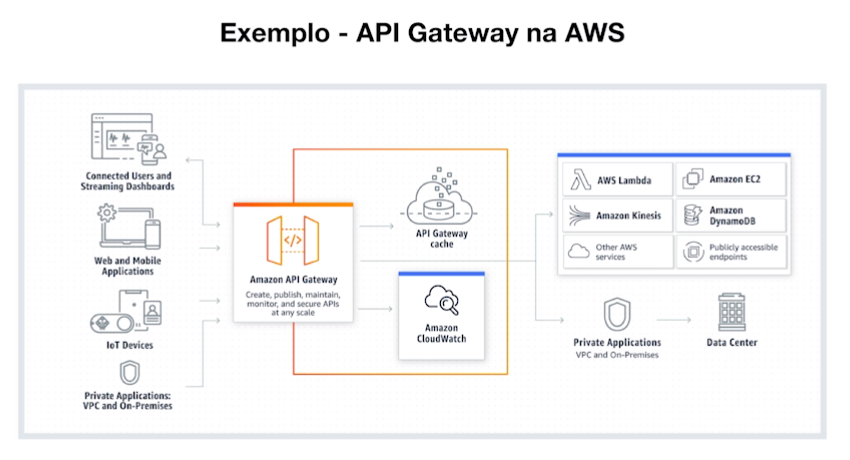 Exemplo - API Gateway na AWS
Connected Users and
Streaming Dashboards
Web and Mobile
Applications
IoT Devices
Private Applications:
VPC and On-Premises
</>
Amazon API Gateway
Create, publish, maintain,
monitor, and secure APIs
at any scale
API Gateway
cache
Amazon
CloudWatch
AWS Lambda
Amazon EC2
Amazon Kinesis
Amazon
DynamoDB
Other AWS
services
Publicly accessible
endpoints
Private Applications
VPC and On-Premises
Data Center